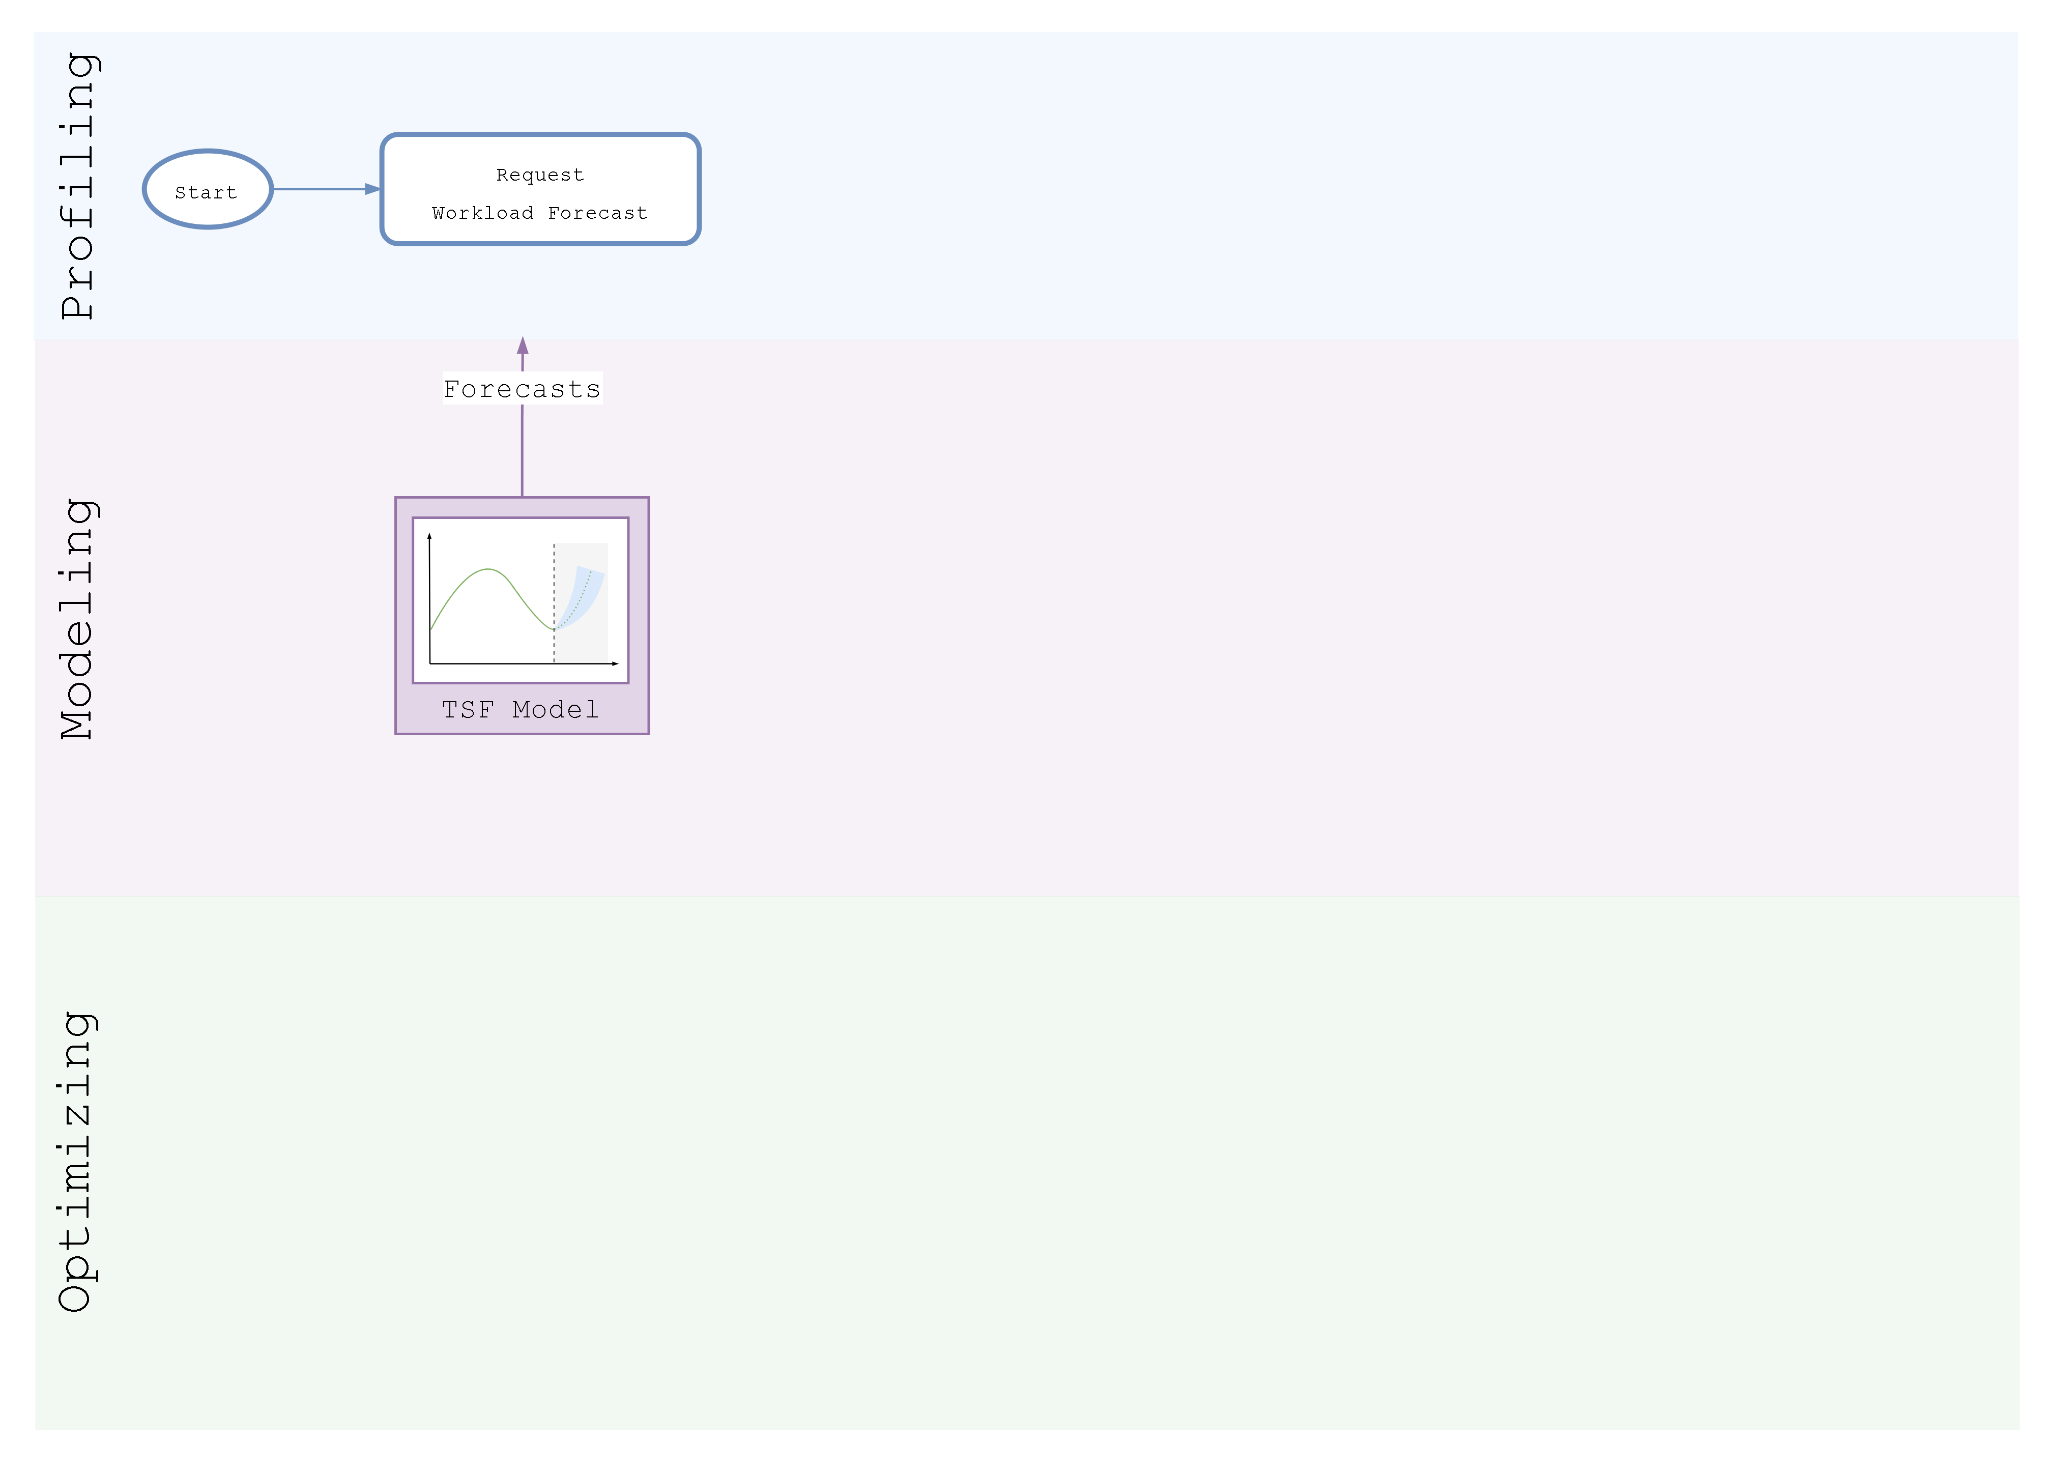 Profiling
Start
Request
Workload Forecast
Forecasts
Modeling
TSF Model
Optimizing